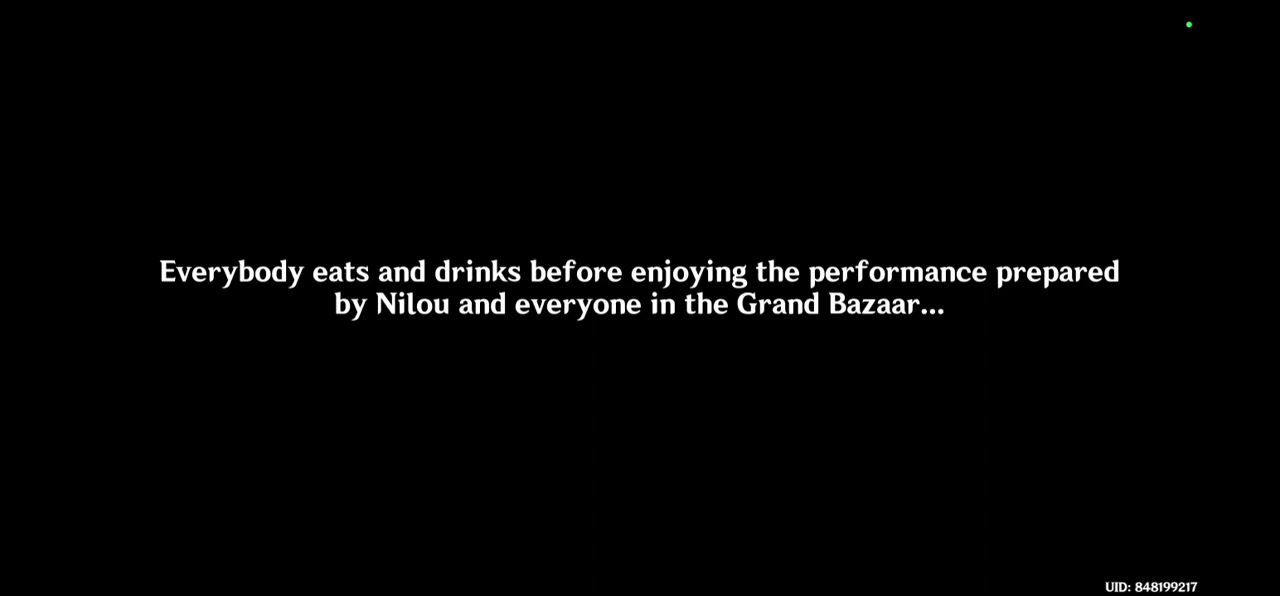 Everybody eats and drinks before enjoying the performance prepared
by Nilou and everyone in the Grand Bazaar...
UID: 848199217